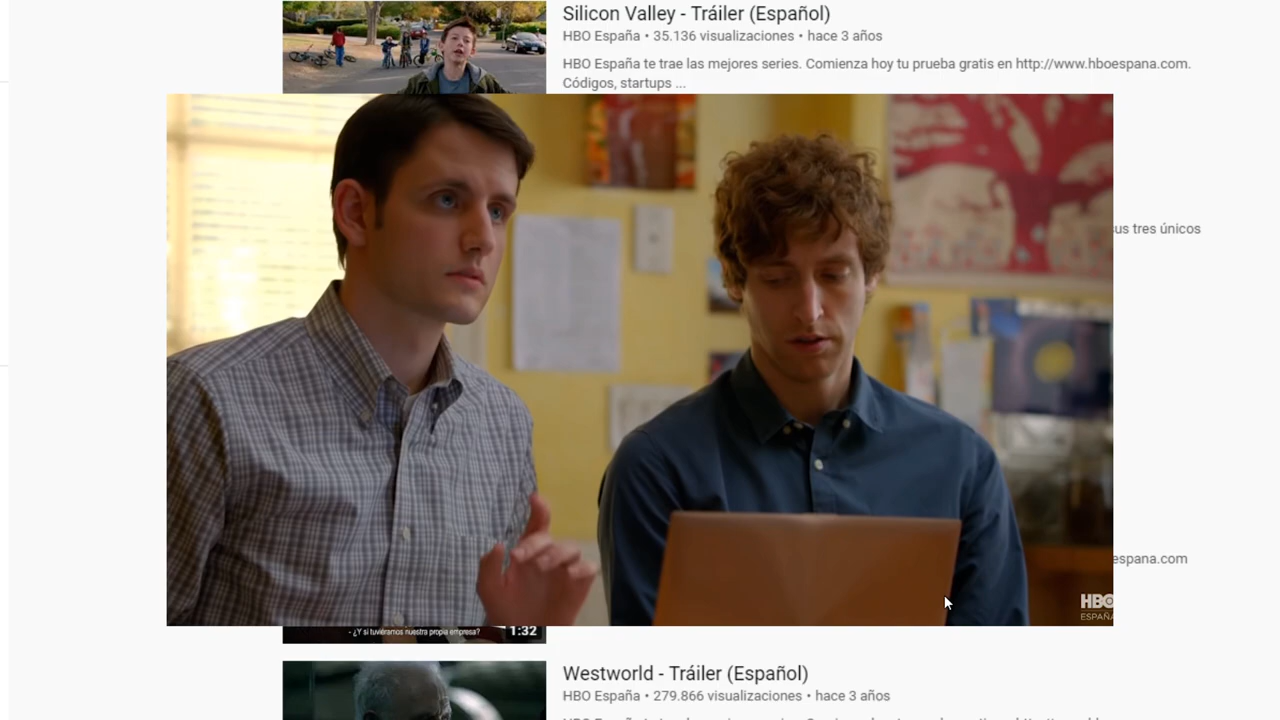 Silicon Valley - Tráiler (Español)
HBO España • 35.136 visualizaciones • hace 3 años
HBO España te trae las mejores series. Comienza hoy tu prueba gratis en http://www.hboespana.com.
Códigos, startups ...
sus tres únicos
espana.com
HBO
ESPAÑA
- ¿Y si tuviéramos nuestra propia empresa?
1:32
Westworld - Tráiler (Español)
HBO España • 279.866 visualizaciones • hace 3 años